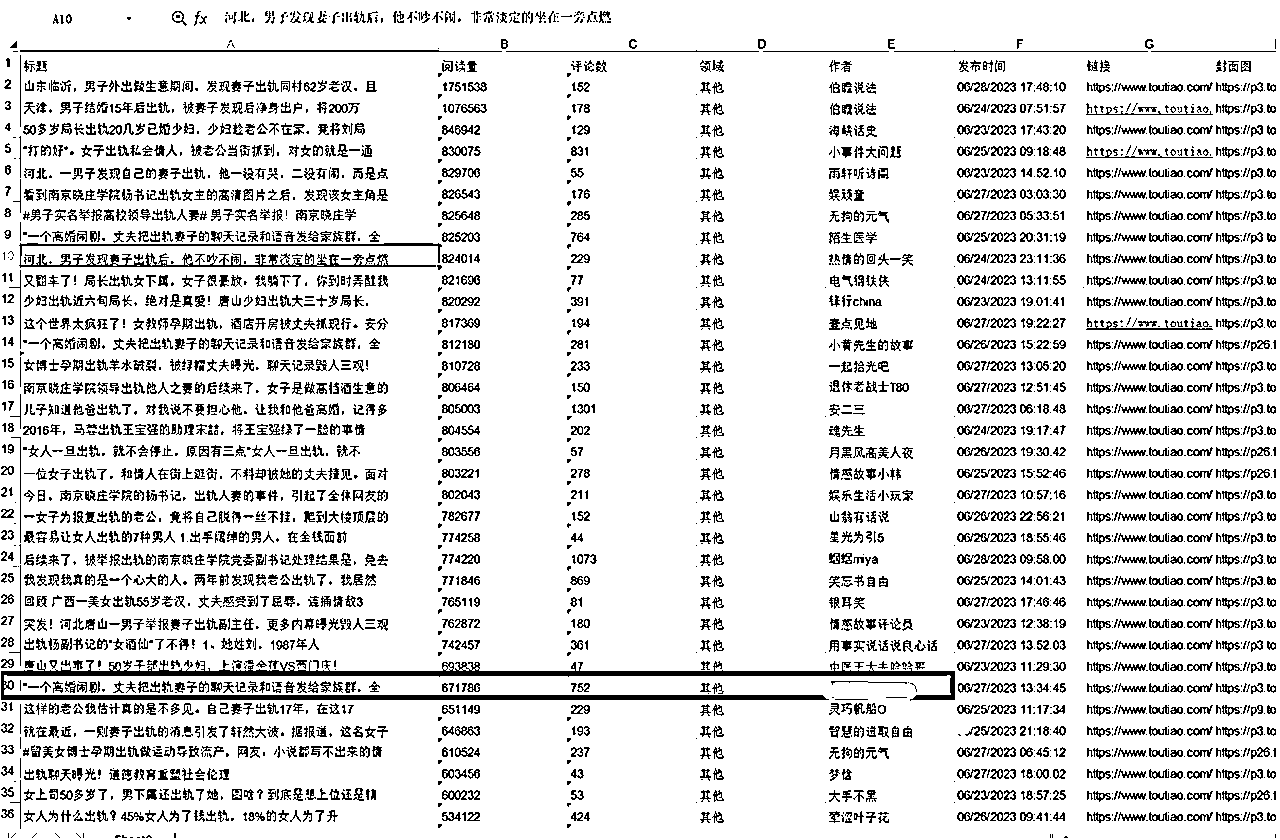 A10 fx 河北，男子发现妻子出轨后，他不吵不闹，非常淡定的坐在一旁点燃
A B C D E F G
1 标题 阅读量 评论数 领域 作者 发布时间 链接 封面图
2 山东临沂，男子外出做生意期间，发现妻子出轨同村62岁老汉，且 1751538 152 其他 伯瞻说法 06/28/2023 17:48:10 https://www.toutiao.com/ https://p3.to
3 天津，男子结婚15年后出轨，被妻子发现后净身出户，将200万 1076563 178 其他 伯瞻说法 06/24/2023 07:51:57 https://www.toutiao. https://p3.to
4 50多岁局长出轨20几岁已婚少妇，少妇趁老公不在家，竟将刘局 846942 129 其他 海峡话史 06/23/2023 17:43:20 https://www.toutiao.com/ https://p3.to
5 "打的好"。女子出轨私会情人，被老公当街抓到，对女的就是一通 830075 831 其他 小事件大问题 06/25/2023 09:18:48 https://www.toutiao. https://p3.to
6 河北，一男子发现自己的妻子出轨，他一没有哭，二没有闹，而是点 829706 55 其他 雨轩听诗阁 06/23/2023 14:52:10 https://www.toutiao.com/ https://p3.to
7 看到南京晓庄学院杨书记出轨女主的高清图片之后，发现该女主角是 826543 176 其他 娱顽童 06/27/2023 03:03:30 https://www.toutiao.com/ https://p3.to
8 #男子实名举报高校领导出轨人妻# 男子实名举报！南京晓庄学 825648 285 其他 无拘的元气 06/27/2023 05:33:51 https://www.toutiao.com/ https://p3.to
9 "一个离婚闹剧，丈夫把出轨妻子的聊天记录和语音发给家族群，全 825203 764 其他 陌生医学 06/25/2023 20:31:19 https://www.toutiao.com/ https://p3.to
10 河北，男子发现妻子出轨后，他不吵不闹，非常淡定的坐在一旁点燃 824014 229 其他 热情的回头一笑 06/24/2023 23:11:36 https://www.toutiao.com/ https://p3.to
11 又翻车了！局长出轨女下属，女子很豪放，我躺下了，你到时弄醒我 821696 77 其他 电气钢铁侠 06/24/2023 13:11:55 https://www.toutiao.com/ https://p3.to
12 少妇出轨近六旬局长，绝对是真爱！唐山少妇出轨大三十岁局长， 820292 391 其他 锋行china 06/23/2023 19:01:41 https://www.toutiao.com/ https://p3.to
13 这个世界太疯狂了！女教师孕期出轨，酒店开房被丈夫抓现行。安分 817369 194 其他 壹点见地 06/27/2023 19:22:27 https://www.toutiao. https://p3.to
14 "一个离婚闹剧，丈夫把出轨妻子的聊天记录和语音发给家族群，全 812180 281 其他 小黄先生的故事 06/26/2023 15:22:59 https://www.toutiao.com/ https://p26.t
15 女博士孕期出轨羊水破裂，被绿帽丈夫曝光，聊天记录毁人三观！ 810728 233 其他 一起拾光吧 06/27/2023 13:05:20 https://www.toutiao.com/ https://p3.to
16 南京晓庄学院领导出轨他人之妻的后续来了，女子是做高档酒生意的 806464 150 其他 退休老战士T80 06/27/2023 12:51:45 https://www.toutiao.com/ https://p3.to
17 儿子知道他爸出轨了，对我说不要担心他，让我和他爸离婚，记得多 805003 1301 其他 安二三 06/27/2023 06:18:48 https://www.toutiao.com/ https://p3.to
18 2016年，马蓉出轨王宝强的助理宋喆，将王宝强绿了一脸的事情 804554 202 其他 魂先生 06/24/2023 19:17:47 https://www.toutiao.com/ https://p3.to
19 "女人一旦出轨，就不会停止，原因有三点"女人一旦出轨，就不 803556 57 其他 月黑风高美人夜 06/26/2023 19:30:42 https://www.toutiao.com/ https://p26.t
20 一位女子出轨了，和情人在街上逛街，不料却被她的丈夫撞见，面对 803221 278 其他 情感故事小韩 06/25/2023 15:52:46 https://www.toutiao.com/ https://p3.to
21 今日，南京晓庄学院的杨书记，出轨人妻的事件，引起了全体网友的 802043 211 其他 娱乐生活小玩家 06/27/2023 10:57:16 https://www.toutiao.com/ https://p3.to
22 一女子为报复出轨的老公，竟将自己脱得一丝不挂，爬到大楼顶层的 782677 152 其他 山翁有话说 06/26/2023 22:56:21 https://www.toutiao.com/ https://p3.to
23 最容易让女人出轨的7种男人 1.出手阔绰的男人，在金钱面前 774258 44 其他 星光为引5 06/26/2023 18:55:46 https://www.toutiao.com/ https://p3.to
24 后续来了，被举报出轨的南京晓庄学院党委副书记处理结果是，免去 774220 1073 其他 蝈蝈miya 06/28/2023 09:58:00 https://www.toutiao.com/ https://p3.to
25 我发现我真的是一个心大的人。两年前发现我老公出轨了，我居然 771846 869 其他 笑忘书自由 06/25/2023 14:01:43 https://www.toutiao.com/ https://p3.to
26 回顾 广西一美女出轨55岁老汉，丈夫感受到了屈辱，连捅情敌3 765119 81 其他 银耳笑 06/27/2023 17:46:46 https://www.toutiao.com/ https://p3.to
27 突发！河北唐山一男子举报妻子出轨副主任，更多内幕曝光毁人三观 762872 180 其他 情感故事评论员 06/23/2023 12:38:19 https://www.toutiao.com/ https://p3.to
28 出轨杨副书记的"女酒仙"了不得！1、她姓刘，1987年人 742457 361 其他 用事实说话说良心话 06/27/2023 13:52:03 https://www.toutiao.com/ https://p3.to
29 唐山又出事了！50岁干部出轨少妇，上演潘金莲VS西门庆！ 693838 47 其他 中医王大夫哈哈哥 06/23/2023 11:29:30 https://www.toutiao.com/ https://p3.to
30 "一个离婚闹剧，丈夫把出轨妻子的聊天记录和语音发给家族群，全 671786 752 其他 06/27/2023 13:34:45 https://www.toutiao.com/ https://p9.to
31 这样的老公我估计真的是不多见。自己妻子出轨17年，在这17 651149 229 其他 灵巧帆船O 06/25/2023 11:17:34 https://www.toutiao.com/ https://p9.to
32 就在最近，一则妻子出轨的消息引发了轩然大波，据报道，这名女子 646863 193 其他 智慧的进取自由 /25/2023 21:18:40 https://www.toutiao.com/ https://p3.to
33 #留美女博士孕期出轨做运动导致流产，网友，小说都写不出来的情 610524 237 其他 无拘的元气 06/27/2023 06:45:12 https://www.toutiao.com/ https://p26.t
34 出轨聊天曝光！道德教育重塑社会伦理 603456 43 其他 梦恰 06/27/2023 18:00:02 https://www.toutiao.com/ https://p3.to
35 女上司50多岁了，男下属还出轨了她，图啥？到底是想上位还是情 600232 53 其他 大手不黑 06/23/2023 18:57:25 https://www.toutiao.com/ https://p26.t
36 女人为什么出轨？45%女人为了钱出轨，18%的女人为了升 534122 424 其他 荤涩叶子花 06/26/2023 09:41:44 https://www.toutiao.com/ https://p3.to